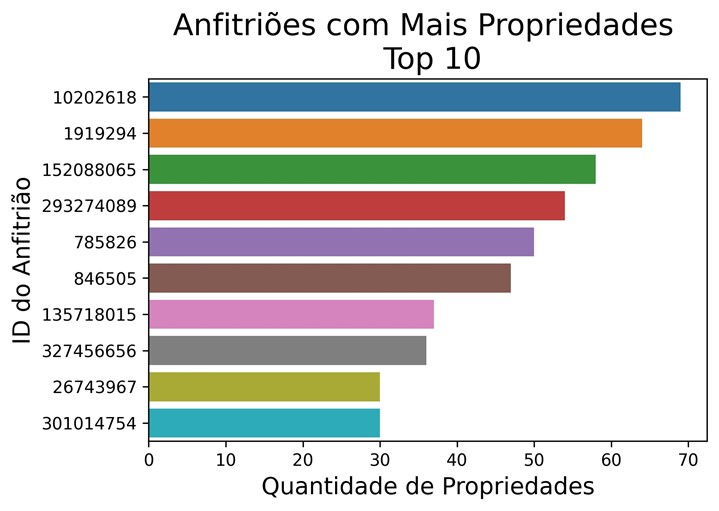 Anfitriões com Mais Propriedades
Top 10
ID do Anfitrião
10202618
1919294
152088065
293274089
785826
846505
135718015
327456656
26743967
301014754
0 10 20 30 40 50 60 70
Quantidade de Propriedades